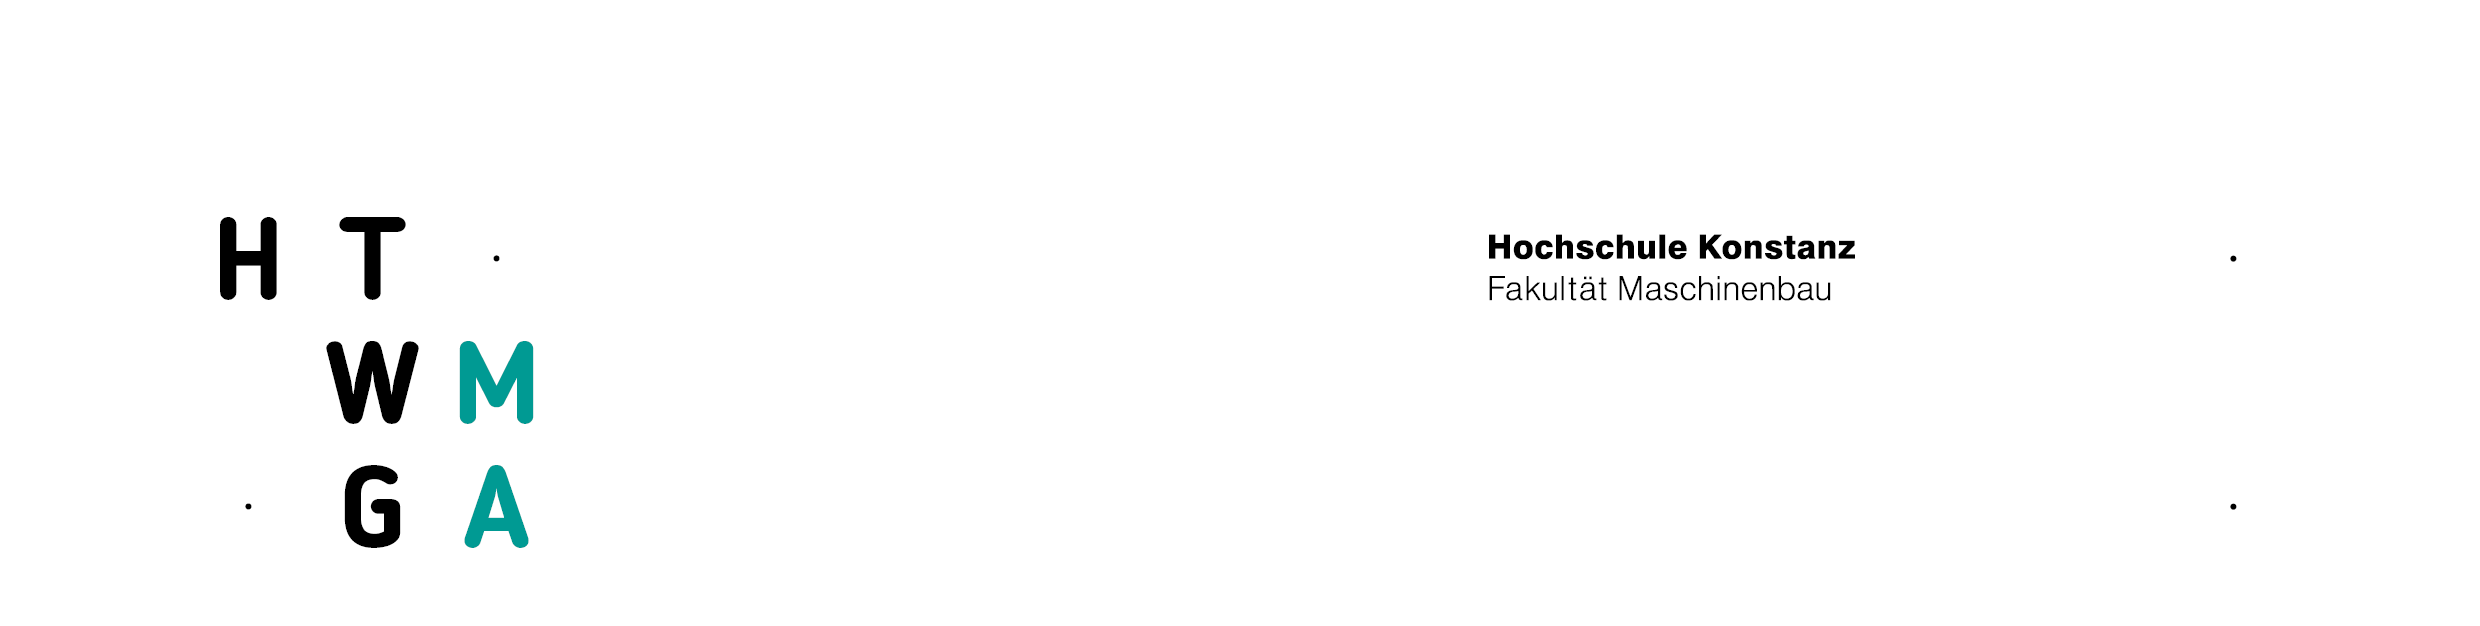 H T
W M
G A
Hochschule Konstanz
Fakultät Maschinenbau